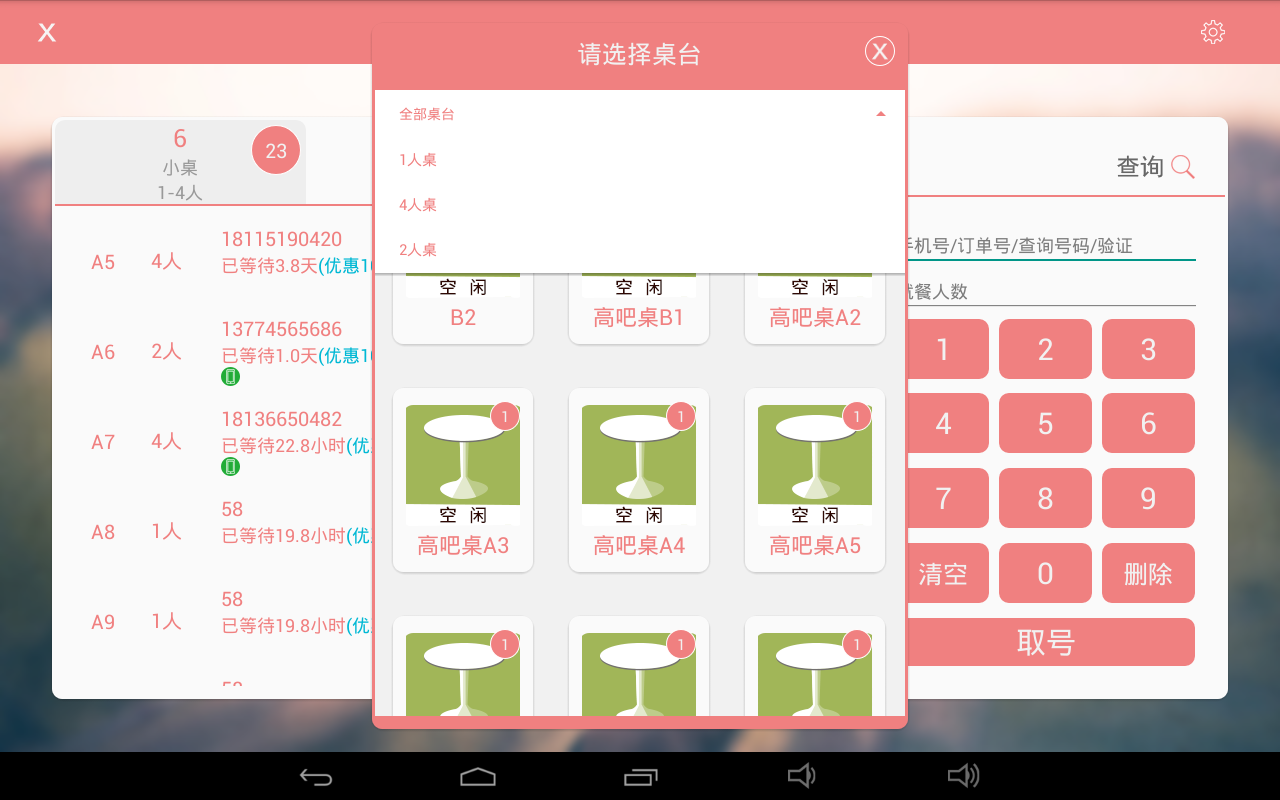 X
请选择桌台
X
全部桌台
1人桌
4人桌
2人桌
6
小桌
1-4人
23
A5
4人
18115190420
已等待3.8天(优惠10
A6
2人
13774565686
已等待1.0天(优惠10
A7
4人
18136650482
已等待22.8小时(优
A8
1人
58
已等待19.8小时(优
A9
1人
58
已等待19.8小时(优
空 闲
B2
空 闲
高吧桌B1
空 闲
高吧桌A2
1
空 闲
高吧桌A3
1
空 闲
高吧桌A4
1
空 闲
高吧桌A5
1
1
1
查询
手机号/订单号/查询号码/验证
就餐人数
1
2
3
4
5
6
7
8
9
清空
0
删除
取号